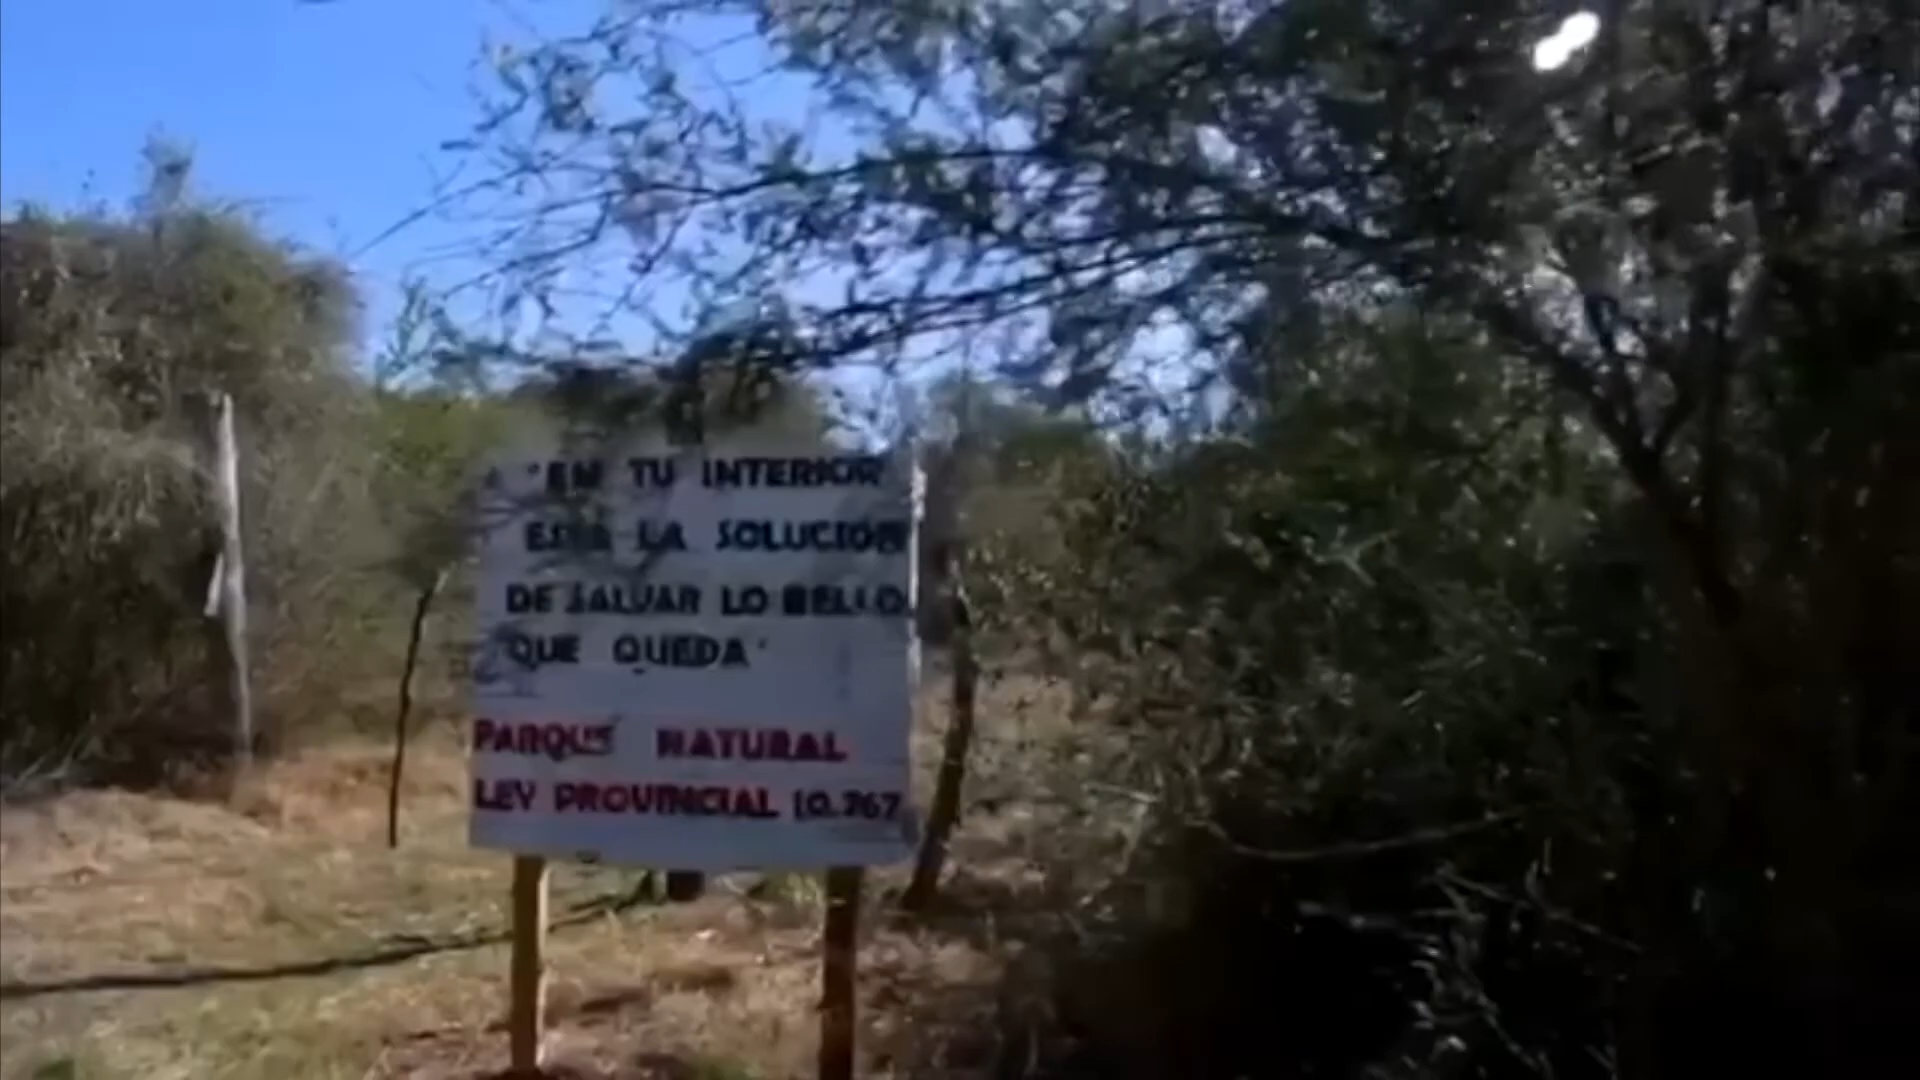 "EN TU INTERIOR
ESTA LA SOLUCION
DE SALVAR LO BELLO
QUE QUEDA"
PARQUE NATURAL
LEY PROVINCIAL 10.767